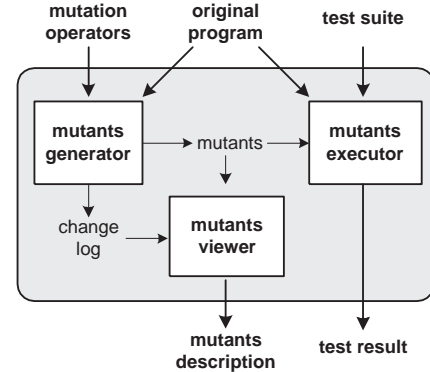 mutation
operators
original
program
test suite
mutants
generator
mutants
mutants
executor
change
log
mutants
viewer
mutants
description
test result